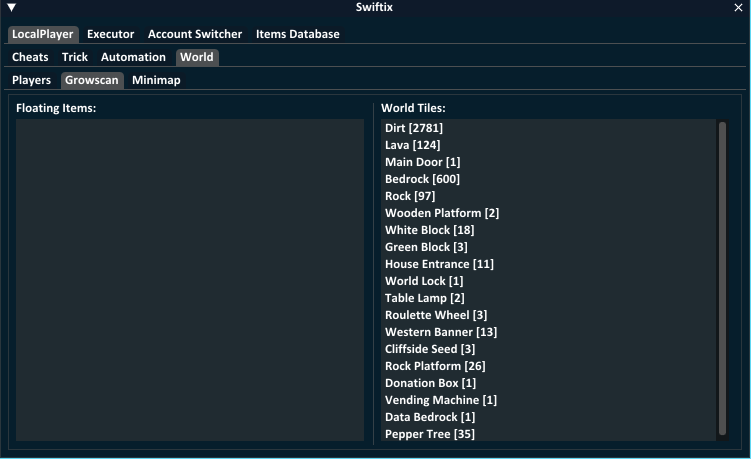 Swiftix
LocalPlayer Executor Account Switcher Items Database
Cheats Trick Automation World
Players Growscan Minimap
Floating Items:
World Tiles:
Dirt [2781]
Lava [124]
Main Door [1]
Bedrock [600]
Rock [97]
Wooden Platform [2]
White Block [18]
Green Block [3]
House Entrance [11]
World Lock [1]
Table Lamp [2]
Roulette Wheel [3]
Western Banner [13]
Cliffside Seed [3]
Rock Platform [26]
Donation Box [1]
Vending Machine [1]
Data Bedrock [1]
Pepper Tree [35]